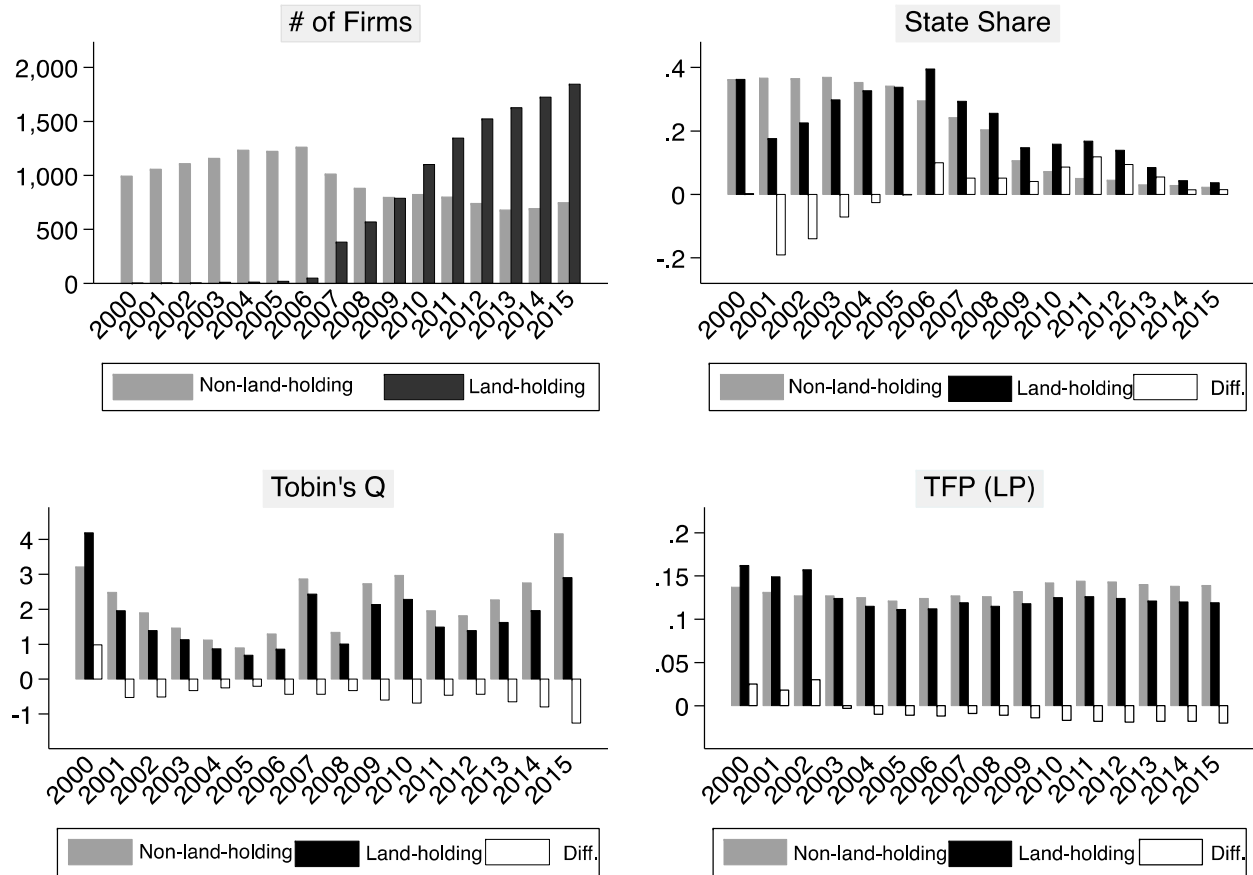 # of Firms
2,000
1,500
1,000
500
0
2000 2001 2002 2003 2004 2005 2006 2007 2008 2009 2010 2011 2012 2013 2014 2015
Non-land-holding Land-holding
State Share
.4
.2
0
-.2
2000 2001 2002 2003 2004 2005 2006 2007 2008 2009 2010 2011 2012 2013 2014 2015
Non-land-holding Land-holding Diff.
Tobin's Q
4
3
2
1
0
-1
2000 2001 2002 2003 2004 2005 2006 2007 2008 2009 2010 2011 2012 2013 2014 2015
Non-land-holding Land-holding Diff.
TFP (LP)
.2
.15
.1
.05
0
2000 2001 2002 2003 2004 2005 2006 2007 2008 2009 2010 2011 2012 2013 2014 2015
Non-land-holding Land-holding Diff.